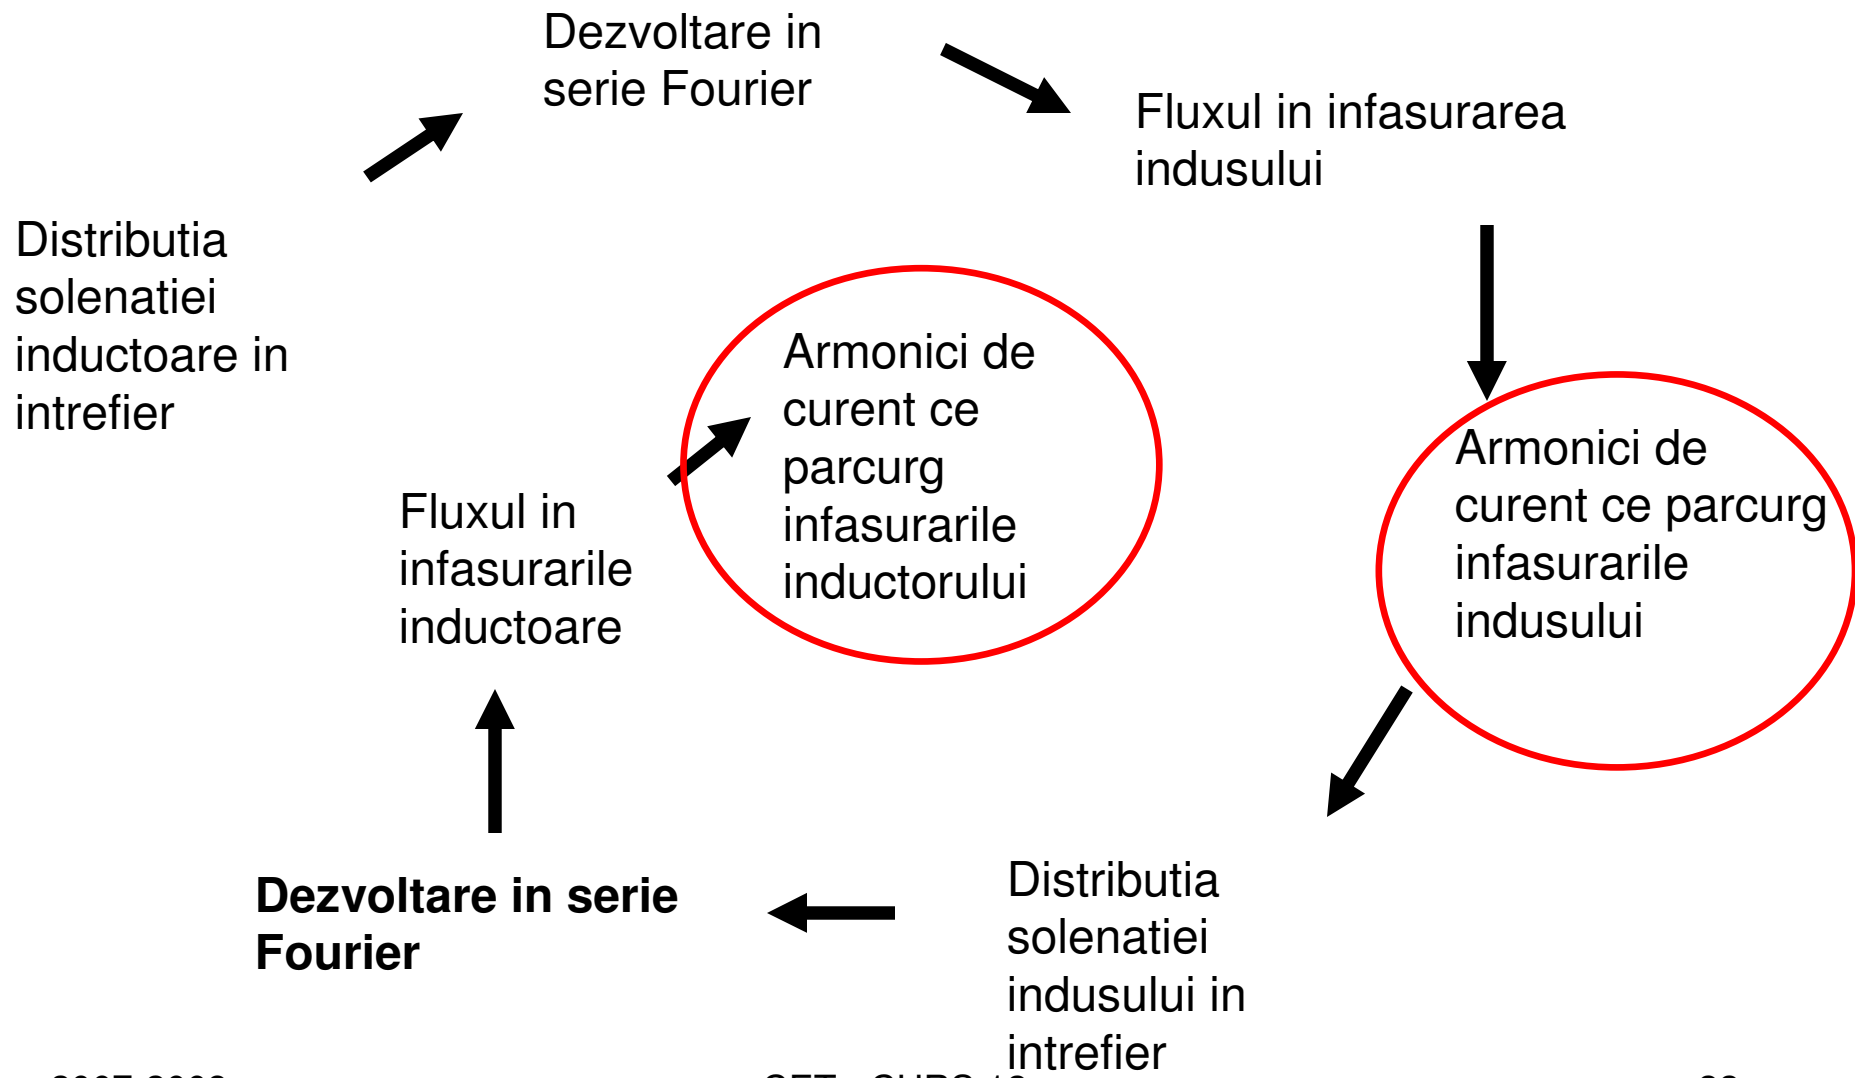 Dezvoltare in
serie Fourier
Fluxul in infasurarea
indusului
Distributia
solenatiei
inductoare in
intrefier
Armonici de
curent ce
parcurg
infasurarile
inductorului
Armonici de
curent ce parcurg
infasurarile
indusului
Fluxul in
infasurarile
inductoare
Dezvoltare in serie
Fourier
Distributia
solenatiei
indusului in
intrefier